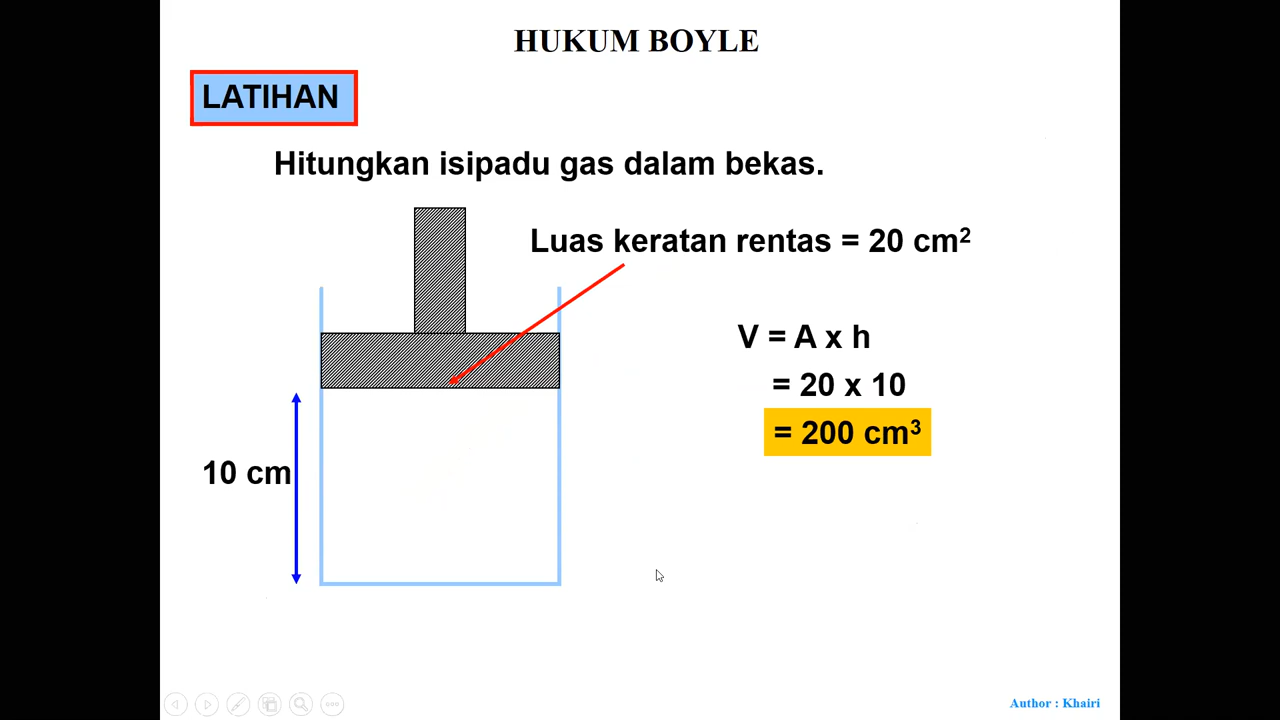 HUKUM BOYLE
LATIHAN
Hitungkan isipadu gas dalam bekas.
Luas keratan rentas = 20 cm²
V = A x h
= 20 x 10
= 200 cm³
10 cm
Author : Khairi